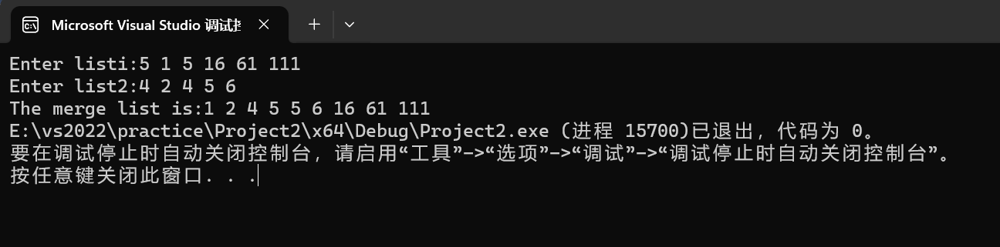 Microsoft Visual Studio 调试控
Enter listi:5 1 5 16 61 111
Enter list2:4 2 4 5 6
The merge list is:1 2 4 5 5 6 16 61 111
E:\vs2022\practice\Project2\x64\Debug\Project2.exe (进程 15700)已退出，代码为 0。
要在调试停止时自动关闭控制台，请启用“工具”->“选项”->“调试”->“调试停止时自动关闭控制台”。
按任意键关闭此窗口. . .